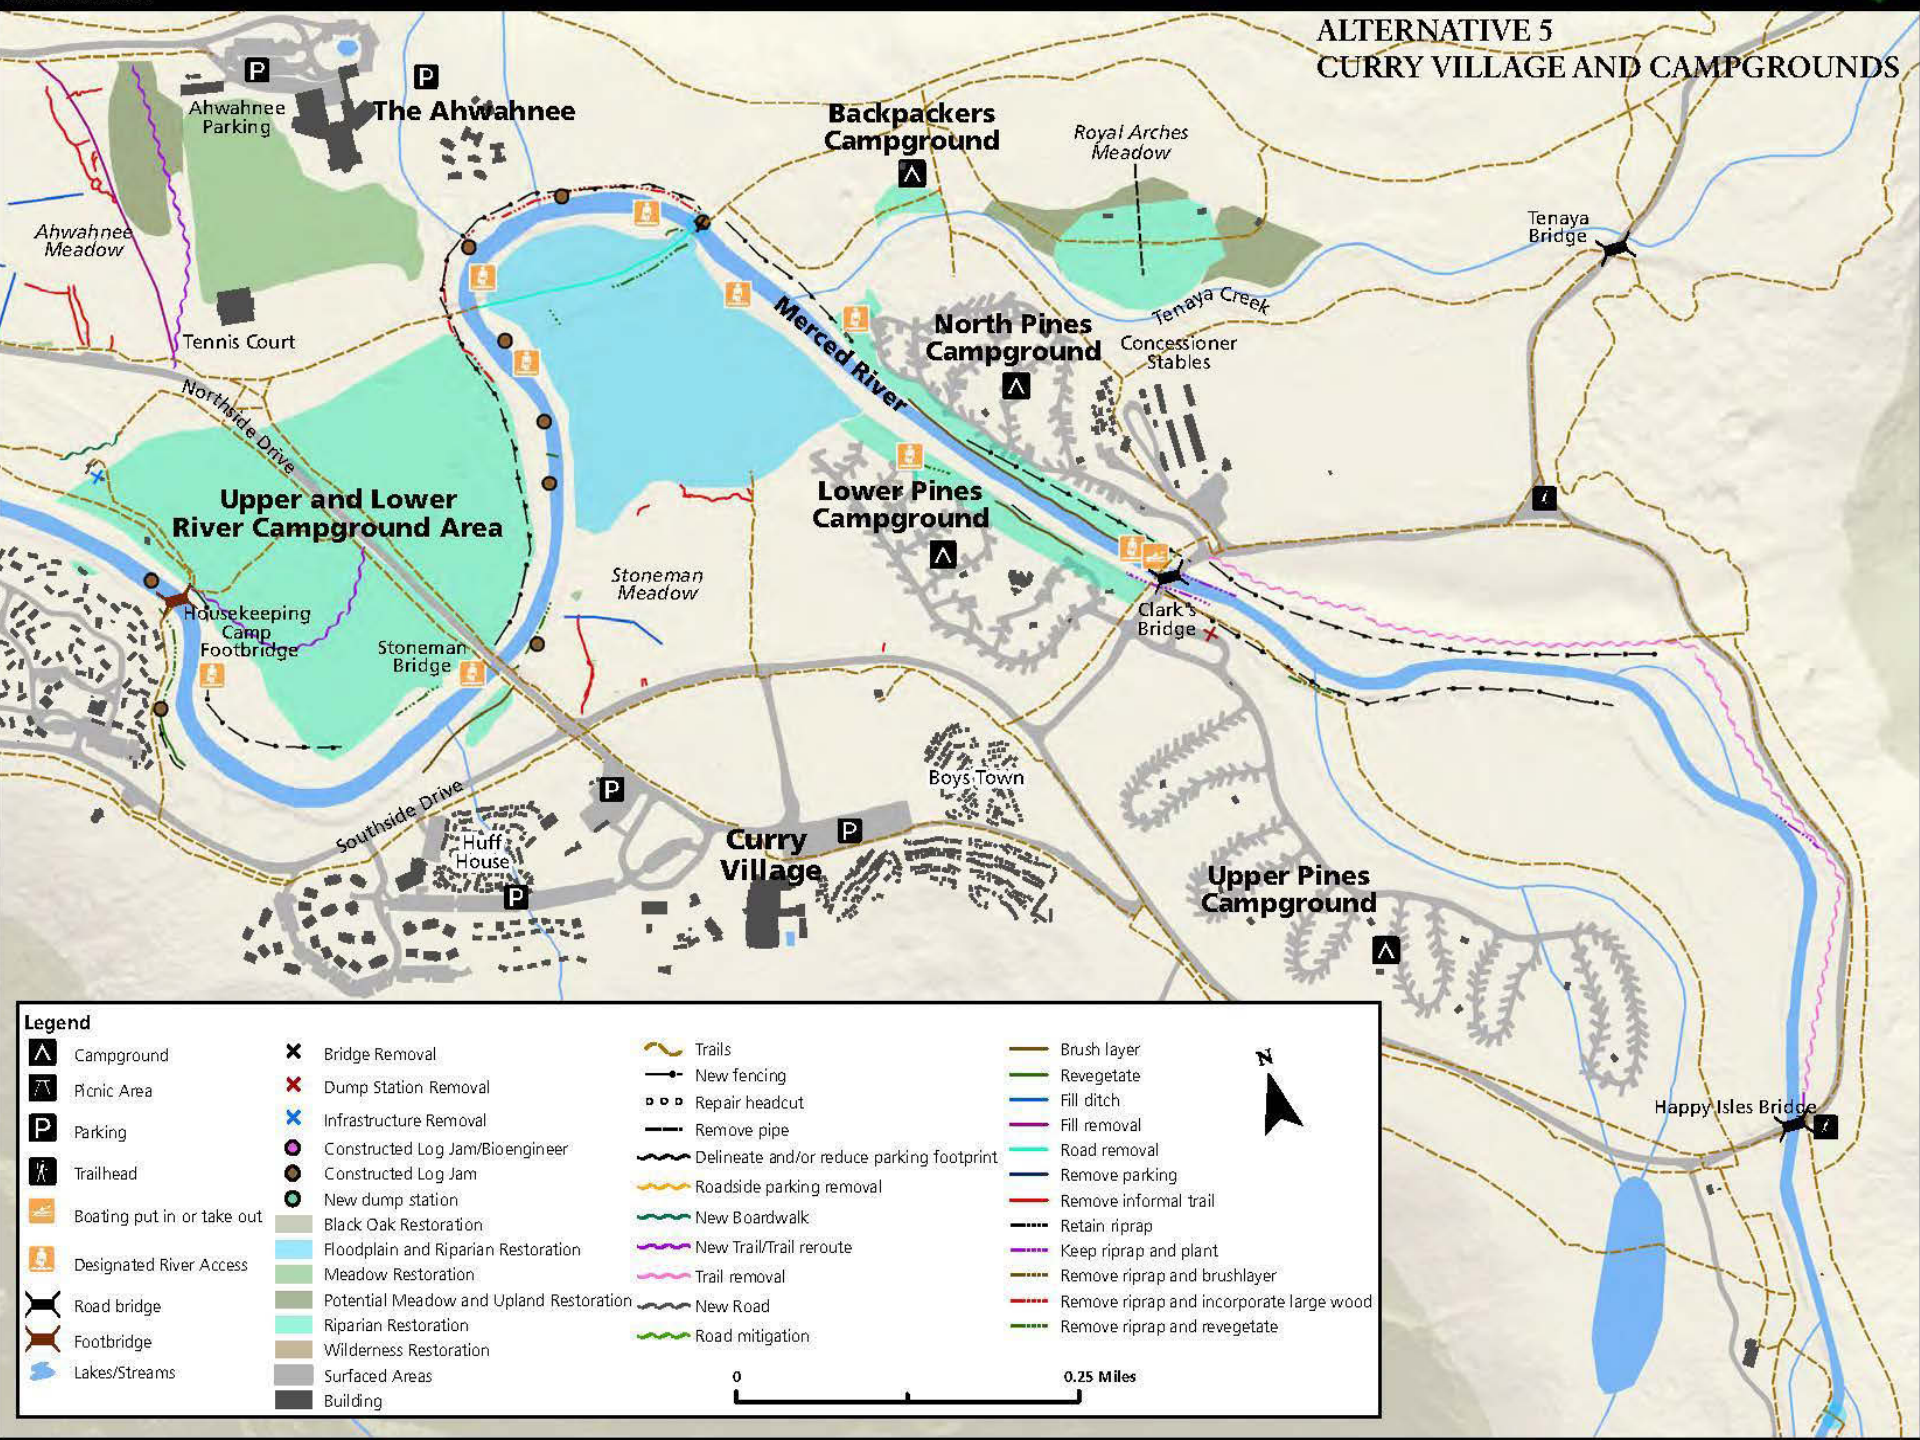 ALTERNATIVE 5
CURRY VILLAGE AND CAMPGROUNDS
P
P
Ahwahnee
Parking
The Ahwahnee
Backpackers
Campground
Royal Arches
Meadow
Ahwahnee
Meadow
Tenaya
Bridge
Tennis Court
Merced River
North Pines
Campground
Tenaya Creek
Concessioner
Stables
Northside Drive
Upper and Lower
River Campground Area
Lower Pines
Campground
Stoneman
Meadow
Housekeeping
Camp
Footbridge
Stoneman
Bridge
Clark's
Bridge
Southside Drive
P
Boys Town
Huff
House
P
Curry
Village
P
Upper Pines
Campground
Happy Isles Bridge
Legend
Campground
Picnic Area
P Parking
Trailhead
Boating put in or take out
Designated River Access
Road bridge
Footbridge
Lakes/Streams
Bridge Removal
Dump Station Removal
Infrastructure Removal
Constructed Log Jam/Bioengineer
Constructed Log Jam
New dump station
Black Oak Restoration
Floodplain and Riparian Restoration
Meadow Restoration
Potential Meadow and Upland Restoration
Riparian Restoration
Wilderness Restoration
Surfaced Areas
Building
Trails
New fencing
Repair headcut
Remove pipe
Delineate and/or reduce parking footprint
Roadside parking removal
New Boardwalk
New Trail/Trail reroute
Trail removal
New Road
Road mitigation
Brush layer
Revegetate
Fill ditch
Fill removal
Road removal
Remove parking
Remove informal trail
Retain riprap
Keep riprap and plant
Remove riprap and brushlayer
Remove riprap and incorporate large wood
Remove riprap and revegetate
N
0 0.25 Miles